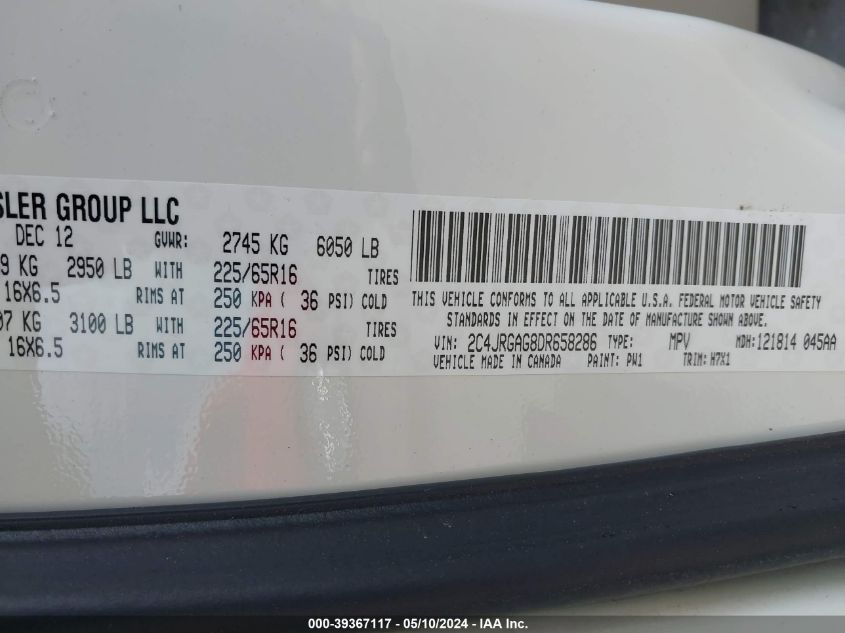 SLER GROUP LLC
DEC 12 GVWR: 2745 KG 6050 LB
9 KG 2950 LB WITH 225/65R16 TIRES
16X6.5 RIMS AT 250 KPA ( 36 PSI) COLD
07 KG 3100 LB WITH 225/65R16 TIRES
16X6.5 RIMS AT 250 KPA ( 36 PSI) COLD
THIS VEHICLE CONFORMS TO ALL APPLICABLE U.S.A. FEDERAL MOTOR VEHICLE SAFETY
STANDARDS IN EFFECT ON THE DATE OF MANUFACTURE SHOWN ABOVE.
VIN: 2C4JRGAG8DR658286 TYPE: MPV MDH: 121814 045AA
VEHICLE MADE IN CANADA PAINT: PW1 TRIM: H7X1
000-39367117 - 05/10/2024 - IAA Inc.